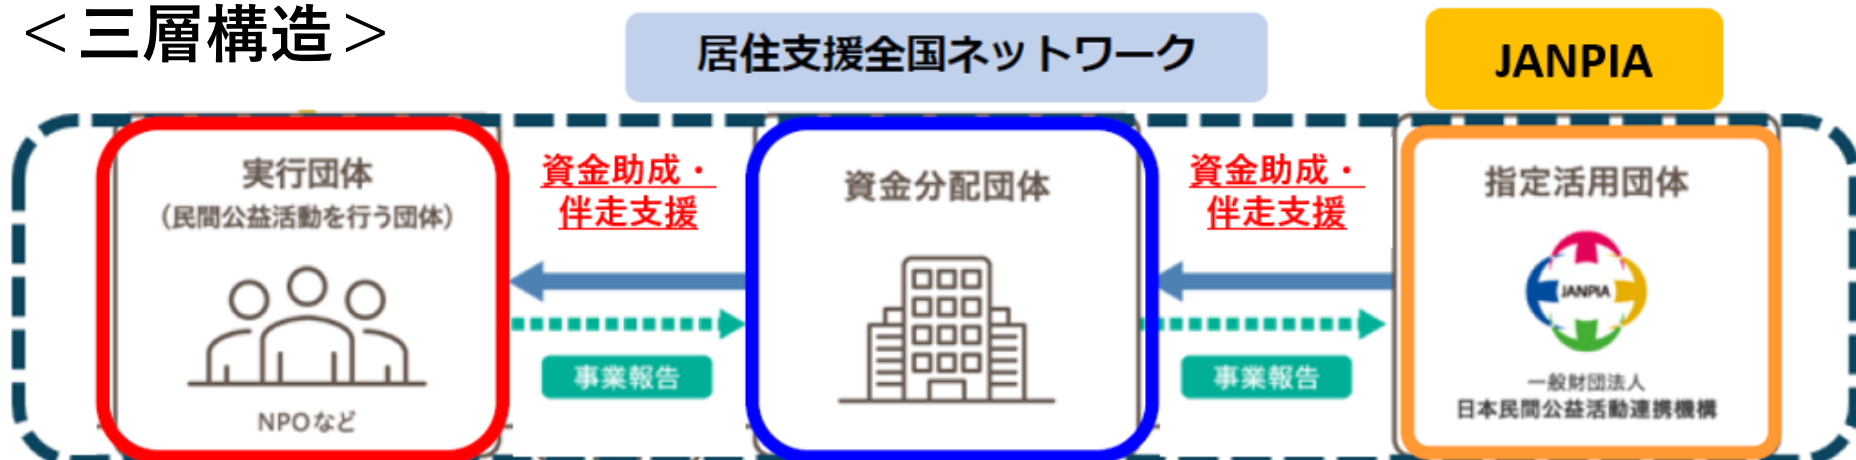 ＜三層構造＞
居住支援全国ネットワーク
JANPIA
実行団体
（民間公益活動を行う団体）
NPOなど
資金助成・
伴走支援
事業報告
資金分配団体
資金助成・
伴走支援
事業報告
指定活用団体
JANPIA
一般財団法人
日本民間公益活動連携機構